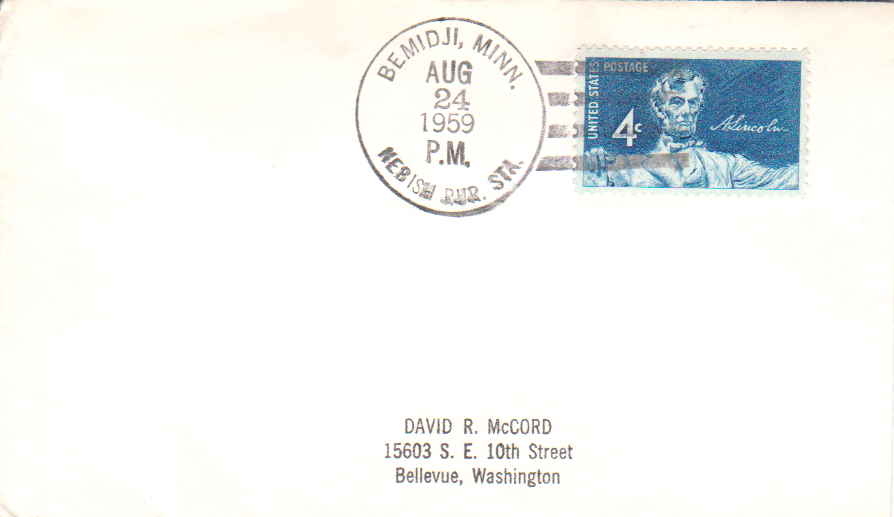 BEMIDJI, MINN.
AUG
24
1959
P.M.
NEBISH RUR. STA.
UNITED STATES POSTAGE
4c
A. Lincoln
DAVID R. McCORD
15603 S. E. 10th Street
Bellevue, Washington